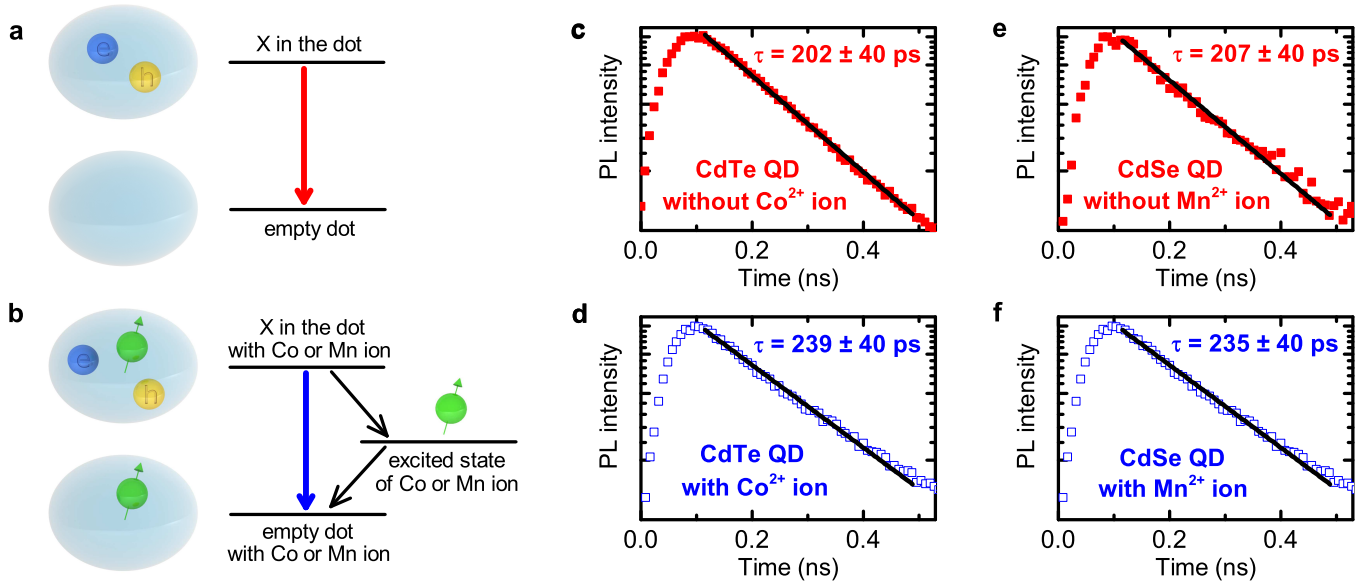 a
e
h
X in the dot
empty dot
b
e
h
X in the dot
with Co or Mn ion
excited state
of Co or Mn ion
empty dot
with Co or Mn ion
c
PL intensity
τ = 202 ± 40 ps
CdTe QD
without Co²⁺ ion
0.0 0.2 0.4
Time (ns)
d
PL intensity
τ = 239 ± 40 ps
CdTe QD
with Co²⁺ ion
0.0 0.2 0.4
Time (ns)
e
PL intensity
τ = 207 ± 40 ps
CdSe QD
without Mn²⁺ ion
0.0 0.2 0.4
Time (ns)
f
PL intensity
τ = 235 ± 40 ps
CdSe QD
with Mn²⁺ ion
0.0 0.2 0.4
Time (ns)